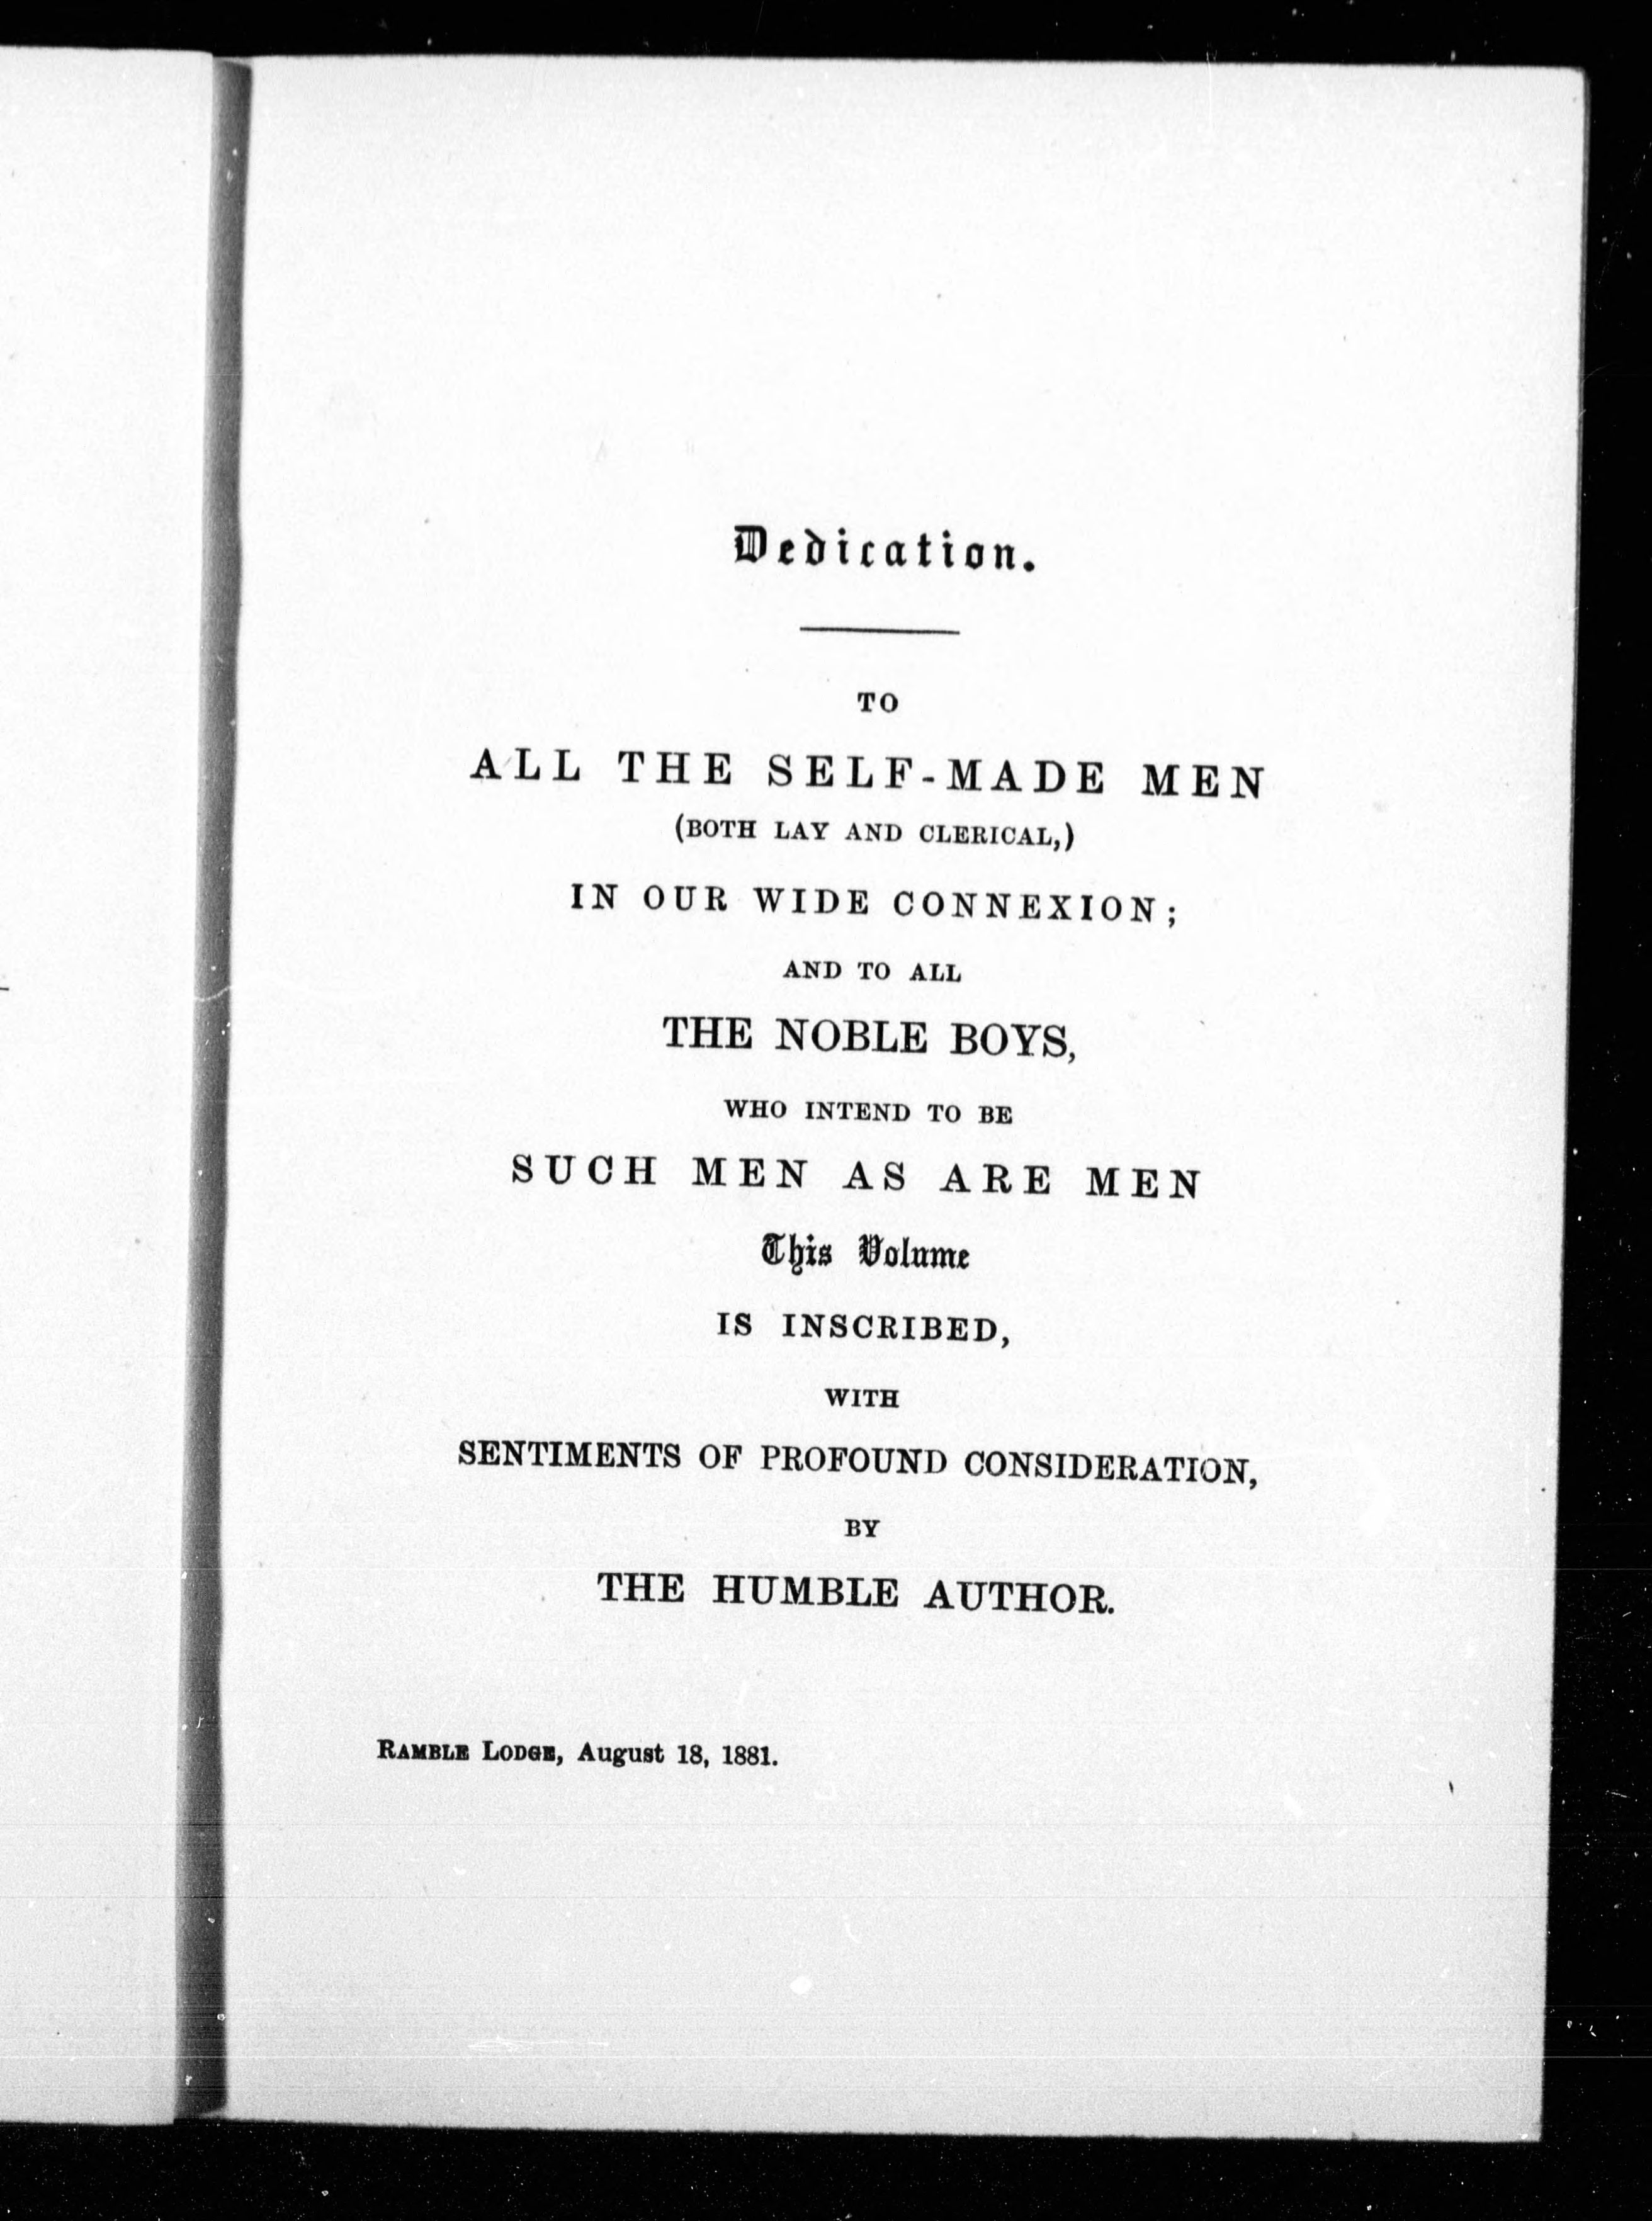 Dedication.
TO
ALL THE SELF-MADE MEN
(BOTH LAY AND CLERICAL,)
IN OUR WIDE CONNEXION;
AND TO ALL
THE NOBLE BOYS,
WHO INTEND TO BE
SUCH MEN AS ARE MEN
This Volume
IS INSCRIBED,
WITH
SENTIMENTS OF PROFOUND CONSIDERATION,
BY
THE HUMBLE AUTHOR.
RAMBLE LODGE, August 18, 1881.